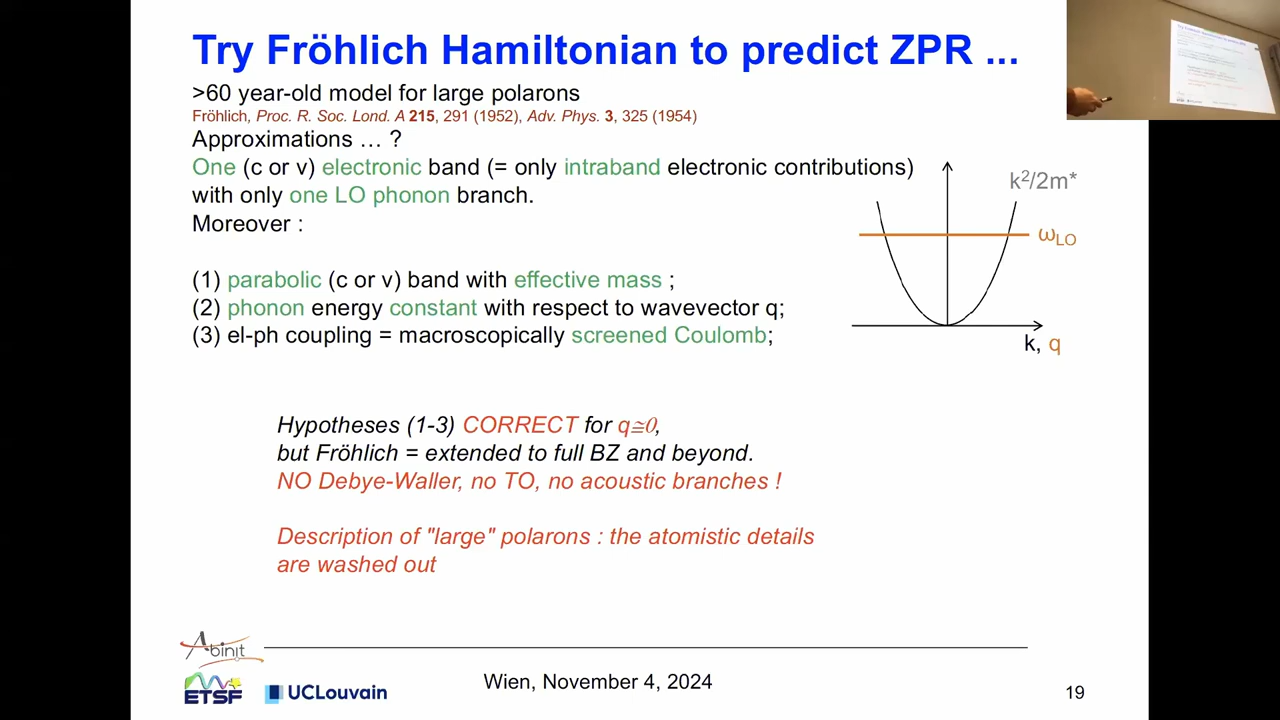 Try Fröhlich Hamiltonian to predict ZPR ...
>60 year-old model for large polarons
Fröhlich, Proc. R. Soc. Lond. A 215, 291 (1952), Adv. Phys. 3, 325 (1954)
Approximations … ?
One (c or v) electronic band (= only intraband electronic contributions)
with only one LO phonon branch.
Moreover :
(1) parabolic (c or v) band with effective mass ;
(2) phonon energy constant with respect to wavevector q;
(3) el-ph coupling = macroscopically screened Coulomb;
k²/2m*
ω_LO
k, q
Hypotheses (1-3) CORRECT for q≅0,
but Fröhlich = extended to full BZ and beyond.
NO Debye-Waller, no TO, no acoustic branches !
Description of "large" polarons : the atomistic details
are washed out
Abinit
ETSF
UCLouvain
Wien, November 4, 2024
19